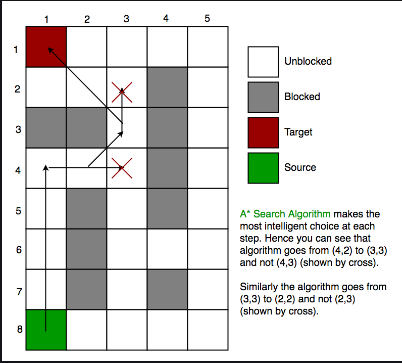 1 2 3 4 5
1
2
3
4
5
6
7
8
Unblocked
Blocked
Target
Source
A* Search Algorithm makes the
most intelligent choice at each
step. Hence you can see that
algorithm goes from (4,2) to (3,3)
and not (4,3) (shown by cross).
Similarly the algorithm goes from
(3,3) to (2,2) and not (2,3)
(shown by cross).